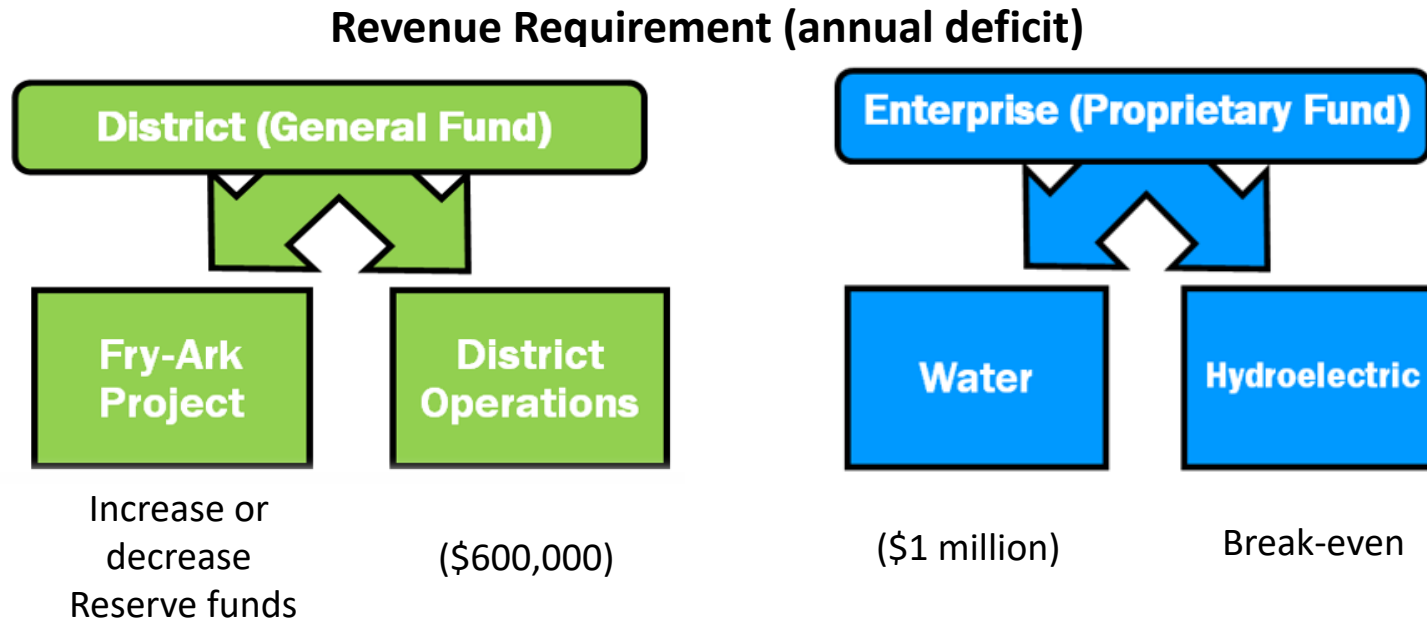 Revenue Requirement (annual deficit)
District (General Fund)
Enterprise (Proprietary Fund)
Fry-Ark
Project
District
Operations
Water
Hydroelectric
Increase or
decrease
Reserve funds
($600,000)
($1 million)
Break-even